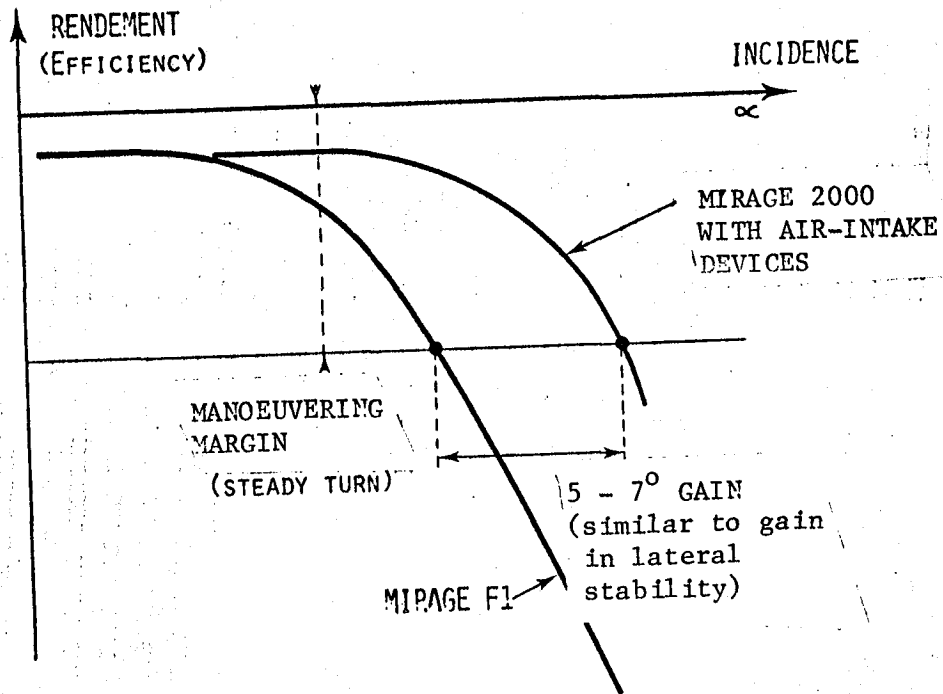 RENDEMENT
(EFFICIENCY)
INCIDENCE
∝
MIRAGE 2000
WITH AIR-INTAKE
DEVICES
MANOEUVERING
MARGIN
(STEADY TURN)
5 - 7° GAIN
(similar to gain
in lateral
stability)
MIRAGE F1